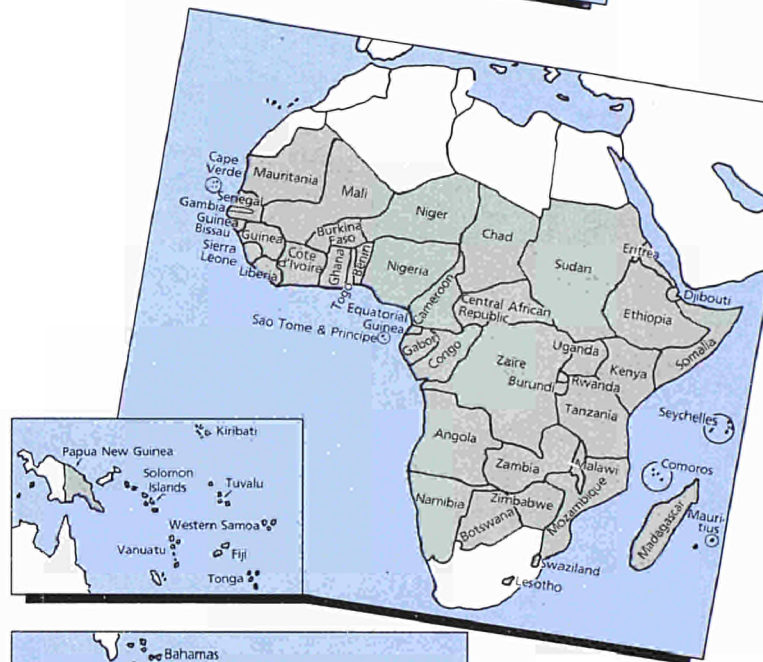 Cape
Verde
Mauritania
Mali
Niger
Chad
Sudan
Eritrea
Djibouti
Senegal
Gambia
Guinea
Bissau
Guinea
Sierra
Leone
Liberia
Burkina
Faso
Côte
d'Ivoire
Ghana
Togo
Benin
Nigeria
Cameroon
Central African
Republic
Ethiopia
Somalia
Equatorial
Guinea
Sao Tome & Principe
Gabon
Congo
Zaire
Uganda
Kenya
Rwanda
Burundi
Tanzania
Seychelles
Comoros
Angola
Zambia
Malawi
Mozambique
Zimbabwe
Namibia
Botswana
Madagascar
Mauri-
tius
Swaziland
Lesotho
Kiribati
Papua New Guinea
Solomon
Islands
Tuvalu
Western Samoa
Vanuatu
Fiji
Tonga
Bahamas